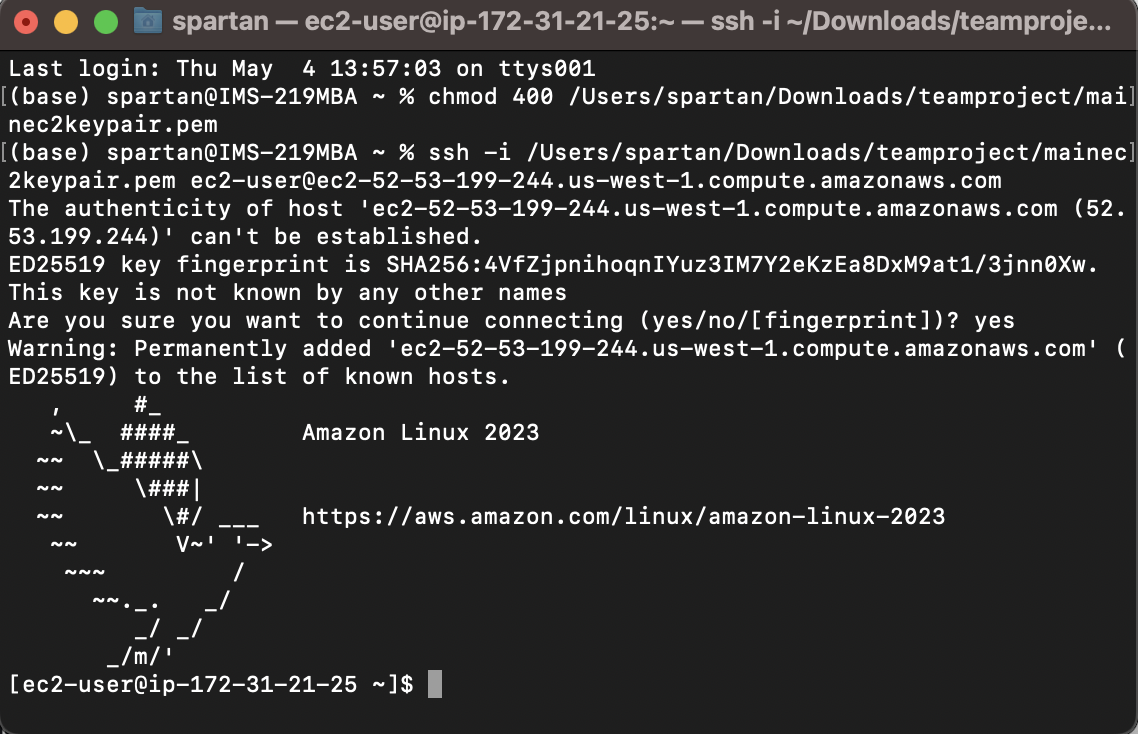 spartan — ec2-user@ip-172-31-21-25:~ — ssh -i ~/Downloads/teamproje...
Last login: Thu May  4 13:57:03 on ttys001
[(base) spartan@IMS-219MBA ~ % chmod 400 /Users/spartan/Downloads/teamproject/mai]
nec2keypair.pem
[(base) spartan@IMS-219MBA ~ % ssh -i /Users/spartan/Downloads/teamproject/mainec]
2keypair.pem ec2-user@ec2-52-53-199-244.us-west-1.compute.amazonaws.com
The authenticity of host 'ec2-52-53-199-244.us-west-1.compute.amazonaws.com (52.
53.199.244)' can't be established.
ED25519 key fingerprint is SHA256:4VfZjpnihoqnIYuz3IM7Y2eKzEa8DxM9at1/3jnn0Xw.
This key is not known by any other names
Are you sure you want to continue connecting (yes/no/[fingerprint])? yes
Warning: Permanently added 'ec2-52-53-199-244.us-west-1.compute.amazonaws.com' (
ED25519) to the list of known hosts.
   ,     #_
   ~\_  ####_        Amazon Linux 2023
  ~~  \_#####\
  ~~     \###|
  ~~       \#/ ___   https://aws.amazon.com/linux/amazon-linux-2023
   ~~       V~' '->
    ~~~         /
      ~~._.   _/
         _/ _/
       _/m/'
[ec2-user@ip-172-31-21-25 ~]$